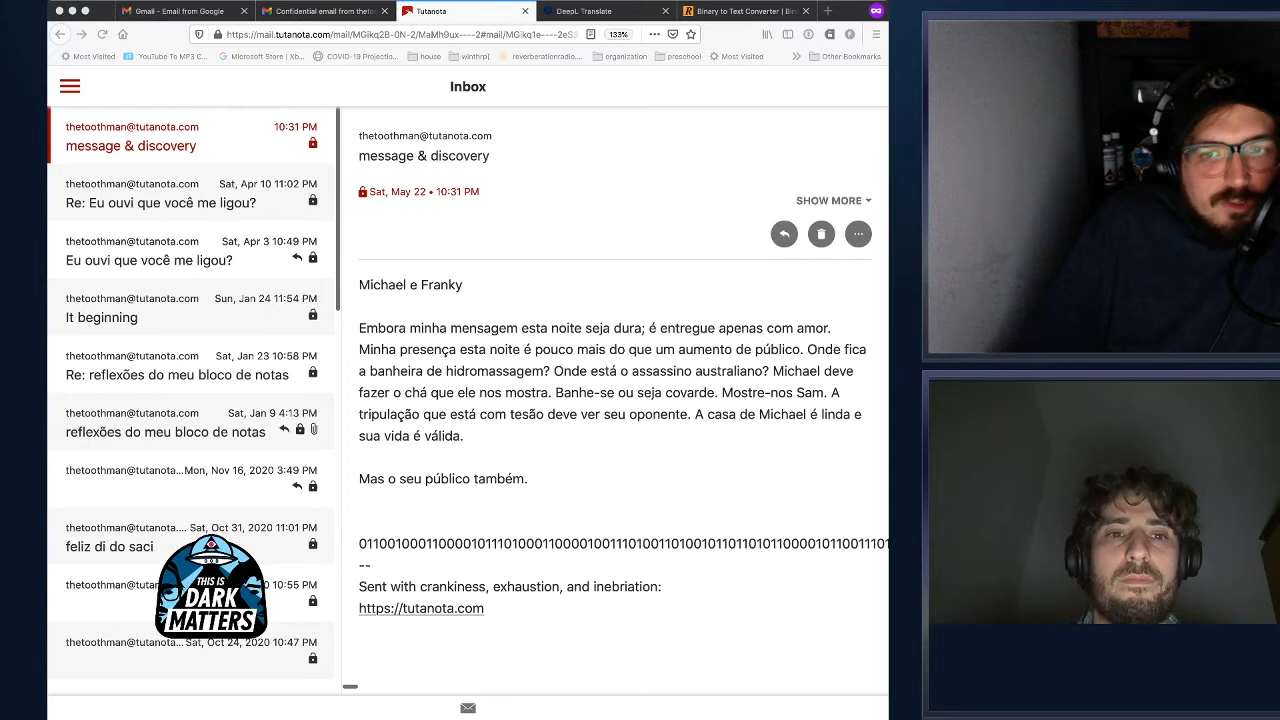 Gmail - Email from Google
Confidential email from thetoo
Tutanota
DeepL Translate
Binary to Text Converter | Bin
https://mail.tutanota.com/mail/MGikq2B-0N-2/MaMh9ux----2#mail/MGikq1e----2eS3
133%
Most Visited
YouTube To MP3 C...
Microsoft Store | Xb...
COVID-19 Projectio...
house
winthrp|
reverberationradio....
organization
preschool
Most Visited
Other Bookmarks
Inbox
thetoothman@tutanota.com 10:31 PM
message & discovery
thetoothman@tutanota.com Sat, Apr 10 11:02 PM
Re: Eu ouvi que você me ligou?
thetoothman@tutanota.com Sat, Apr 3 10:49 PM
Eu ouvi que você me ligou?
thetoothman@tutanota.com Sun, Jan 24 11:54 PM
It beginning
thetoothman@tutanota.com Sat, Jan 23 10:58 PM
Re: reflexões do meu bloco de notas
thetoothman@tutanota.com Sat, Jan 9 4:13 PM
reflexões do meu bloco de notas
thetoothman@tutanota... Mon, Nov 16, 2020 3:49 PM
thetoothman@tutanota.... Sat, Oct 31, 2020 11:01 PM
feliz di do saci
10:55 PM
thetoothman@tutanota... Sat, Oct 24, 2020 10:47 PM
THIS IS
DARK
MATTERS
thetoothman@tutanota.com
message & discovery
Sat, May 22 • 10:31 PM
SHOW MORE
Michael e Franky
Embora minha mensagem esta noite seja dura; é entregue apenas com amor.
Minha presença esta noite é pouco mais do que um aumento de público. Onde fica
a banheira de hidromassagem? Onde está o assassino australiano? Michael deve
fazer o chá que ele nos mostra. Banhe-se ou seja covarde. Mostre-nos Sam. A
tripulação que está com tesão deve ver seu oponente. A casa de Michael é linda e
sua vida é válida.
Mas o seu público também.
--
Sent with crankiness, exhaustion, and inebriation:
https://tutanota.com